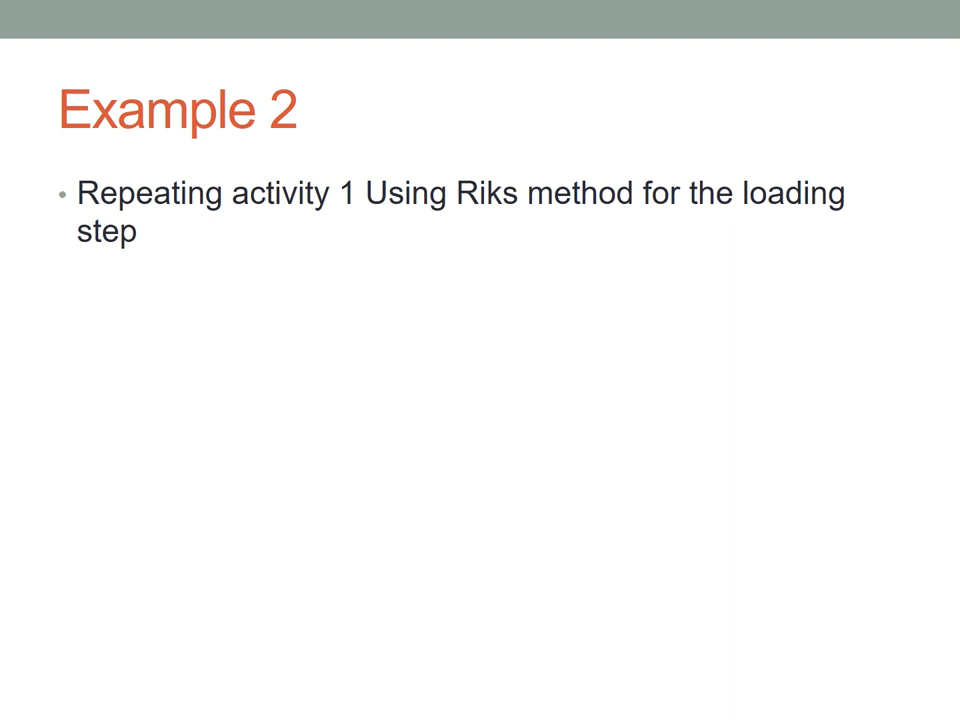 Example 2
• Repeating activity 1 Using Riks method for the loading
step